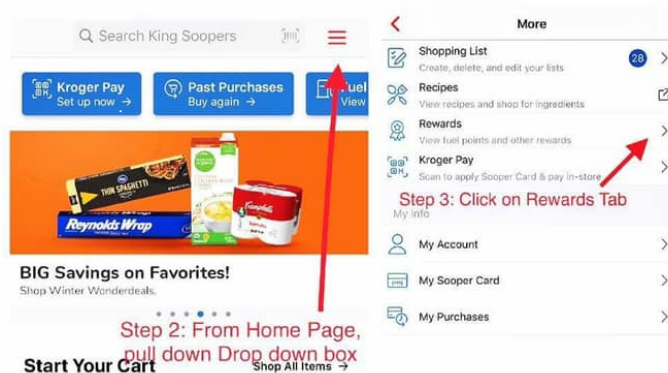 Search King Soopers
Kroger Pay
Set up now →
Past Purchases
Buy again →
Fuel
View
THIN SPAGHETTI
Reynolds Wrap
Campbell's
BIG Savings on Favorites!
Shop Winter Wonderdeals.
Step 2: From Home Page,
pull down Drop down box
Start Your Cart
Shop All Items →
More
Shopping List
Create, delete, and edit your lists
28
Recipes
View recipes and shop for ingredients
Rewards
View fuel points and other rewards
Kroger Pay
Scan to apply Sooper Card & pay in-store
Step 3: Click on Rewards Tab
My Info
My Account
My Sooper Card
My Purchases